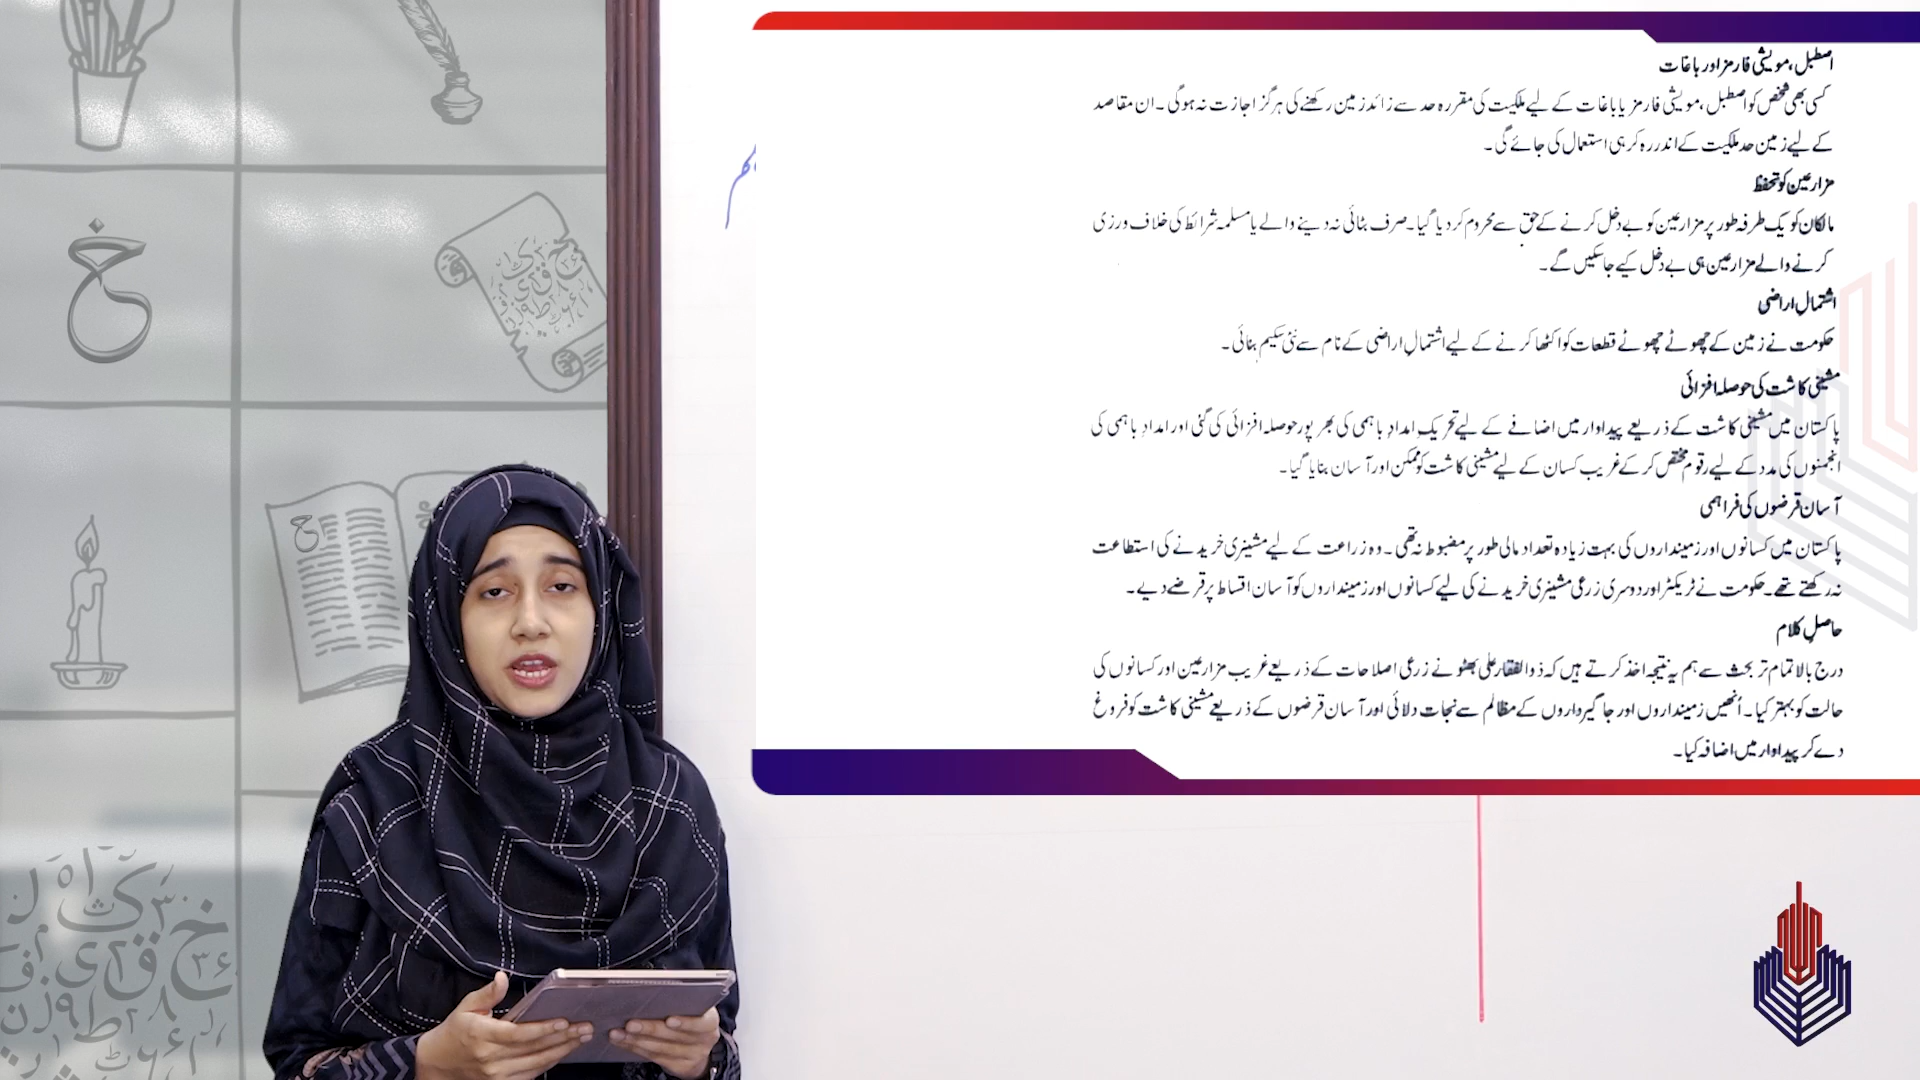 اصطبل، مویشی فارمز اور باغات
کسی بھی شخص کو اصطبل، مویشی فارمز یا باغات کے لیے ملکیت کی مقررہ حد سے زائد زمین رکھنے کی ہرگز اجازت نہ ہوگی۔ ان مقاصد
کے لیے زمین حد ملکیت کے اندر رہ کر ہی استعمال کی جائے گی۔
مزارعین کو تحفظ
مالکان کو یک طرفہ طور پر مزارعین کو بے دخل کرنے کے حق سے محروم کر دیا گیا۔ صرف بٹائی نہ دینے والے یا مسلمہ شرائط کی خلاف ورزی
کرنے والے مزارعین ہی بے دخل کیے جاسکیں گے۔
اشتمالِ اراضی
حکومت نے زمین کے چھوٹے چھوٹے قطعات کو اکٹھا کرنے کے لیے اشتمالِ اراضی کے نام سے نئی سکیم بنائی۔
مشینی کاشت کی حوصلہ افزائی
پاکستان میں مشینی کاشت کے ذریعے پیداوار میں اضافے کے لیے تحریکِ امدادِ باہمی کی بھرپور حوصلہ افزائی کی گئی اور امدادِ باہمی کی
انجمنوں کی مدد کے لیے رقوم مختص کر کے غریب کسان کے لیے مشینی کاشت کو ممکن اور آسان بنایا گیا۔
آسان قرضوں کی فراہمی
پاکستان میں کسانوں اور زمینداروں کی بہت زیادہ تعداد مالی طور پر مضبوط نہ تھی۔ وہ زراعت کے لیے مشینری خریدنے کی استطاعت
نہ رکھتے تھے۔ حکومت نے ٹریکٹر اور دوسری زرعی مشینری خریدنے کی لیے کسانوں اور زمینداروں کو آسان اقساط پر قرضے دیے۔
حاصلِ کلام
درج بالا تمام تر بحث سے ہم یہ نتیجہ اخذ کرتے ہیں کہ ذوالفقار علی بھٹو نے زرعی اصلاحات کے ذریعے غریب مزارعین اور کسانوں کی
حالت کو بہتر کیا۔ اُنھیں زمینداروں اور جاگیرداروں کے مظالم سے نجات دلائی اور آسان قرضوں کے ذریعے مشینی کاشت کو فروغ
دے کر پیداوار میں اضافہ کیا۔